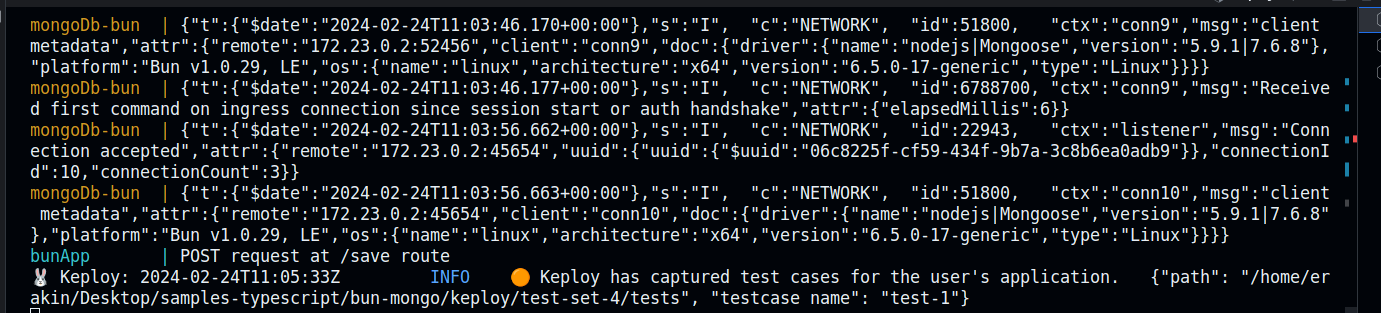 mongoDb-bun  | {"t":{"$date":"2024-02-24T11:03:46.170+00:00"},"s":"I",  "c":"NETWORK",  "id":51800,   "ctx":"conn9","msg":"client
metadata","attr":{"remote":"172.23.0.2:52456","client":"conn9","doc":{"driver":{"name":"nodejs|Mongoose","version":"5.9.1|7.6.8"},
"platform":"Bun v1.0.29, LE","os":{"name":"linux","architecture":"x64","version":"6.5.0-17-generic","type":"Linux"}}}}
mongoDb-bun  | {"t":{"$date":"2024-02-24T11:03:46.177+00:00"},"s":"I",  "c":"NETWORK",  "id":6788700, "ctx":"conn9","msg":"Receive
d first command on ingress connection since session start or auth handshake","attr":{"elapsedMillis":6}}
mongoDb-bun  | {"t":{"$date":"2024-02-24T11:03:56.662+00:00"},"s":"I",  "c":"NETWORK",  "id":22943,   "ctx":"listener","msg":"Conn
ection accepted","attr":{"remote":"172.23.0.2:45654","uuid":{"uuid":{"$uuid":"06c8225f-cf59-434f-9b7a-3c8b6ea0adb9"}},"connectionI
d":10,"connectionCount":3}}
mongoDb-bun  | {"t":{"$date":"2024-02-24T11:03:56.663+00:00"},"s":"I",  "c":"NETWORK",  "id":51800,   "ctx":"conn10","msg":"client
 metadata","attr":{"remote":"172.23.0.2:45654","client":"conn10","doc":{"driver":{"name":"nodejs|Mongoose","version":"5.9.1|7.6.8"
},"platform":"Bun v1.0.29, LE","os":{"name":"linux","architecture":"x64","version":"6.5.0-17-generic","type":"Linux"}}}}
bunApp       | POST request at /save route
🐰 Keploy: 2024-02-24T11:05:33Z         INFO    🟠 Keploy has captured test cases for the user's application.   {"path": "/home/er
akin/Desktop/samples-typescript/bun-mongo/keploy/test-set-4/tests", "testcase name": "test-1"}